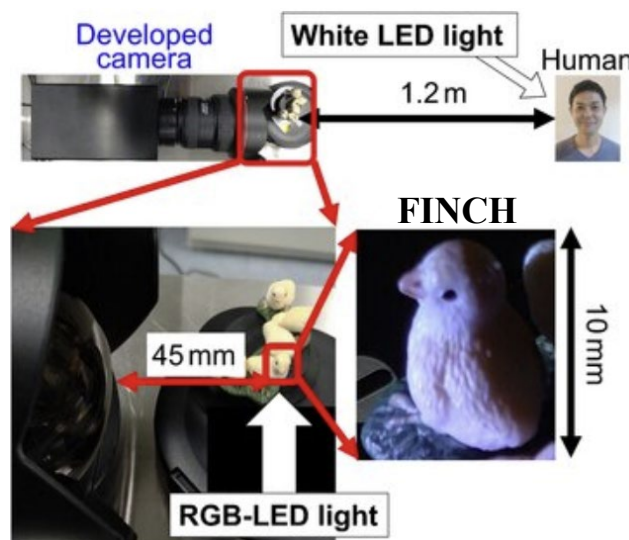 Developed
camera
White LED light
Human
1.2 m
FINCH
45 mm
10 mm
RGB-LED light